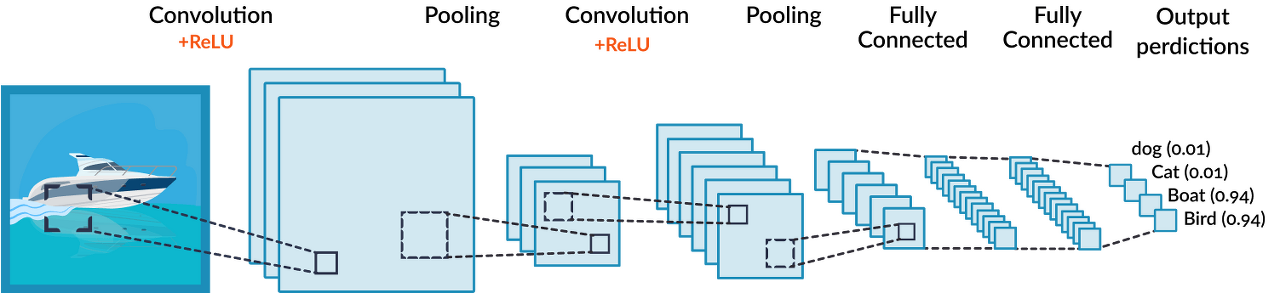 Convolution
+ReLU
Pooling
Convolution
+ReLU
Pooling
Fully
Connected
Fully
Connected
Output
perdictions
dog (0.01)
Cat (0.01)
Boat (0.94)
Bird (0.94)